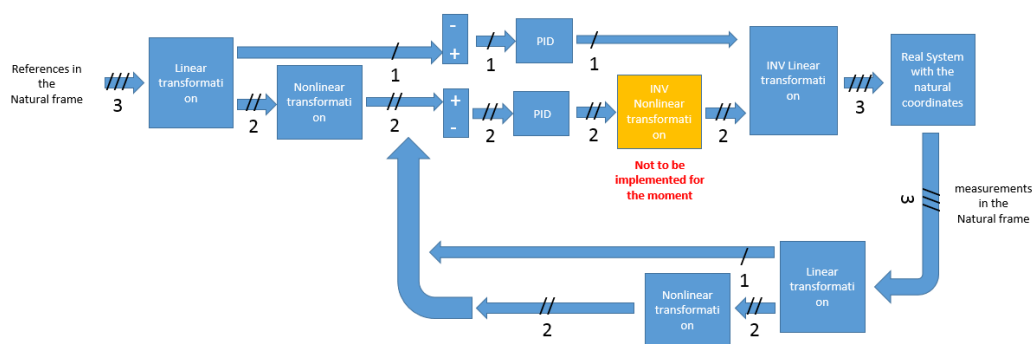 References in
the
Natural frame
3
Linear
transformati
on
1
2
Nonlinear
transformati
on
2
-
+
+
-
1
PID
1
2
PID
2
INV
Nonlinear
transformati
on
Not to be
implemented for
the moment
2
INV Linear
transformati
on
3
Real System
with the
natural
coordinates
3
measurements
in the
Natural frame
Linear
transformati
on
1
2
Nonlinear
transformati
on
2